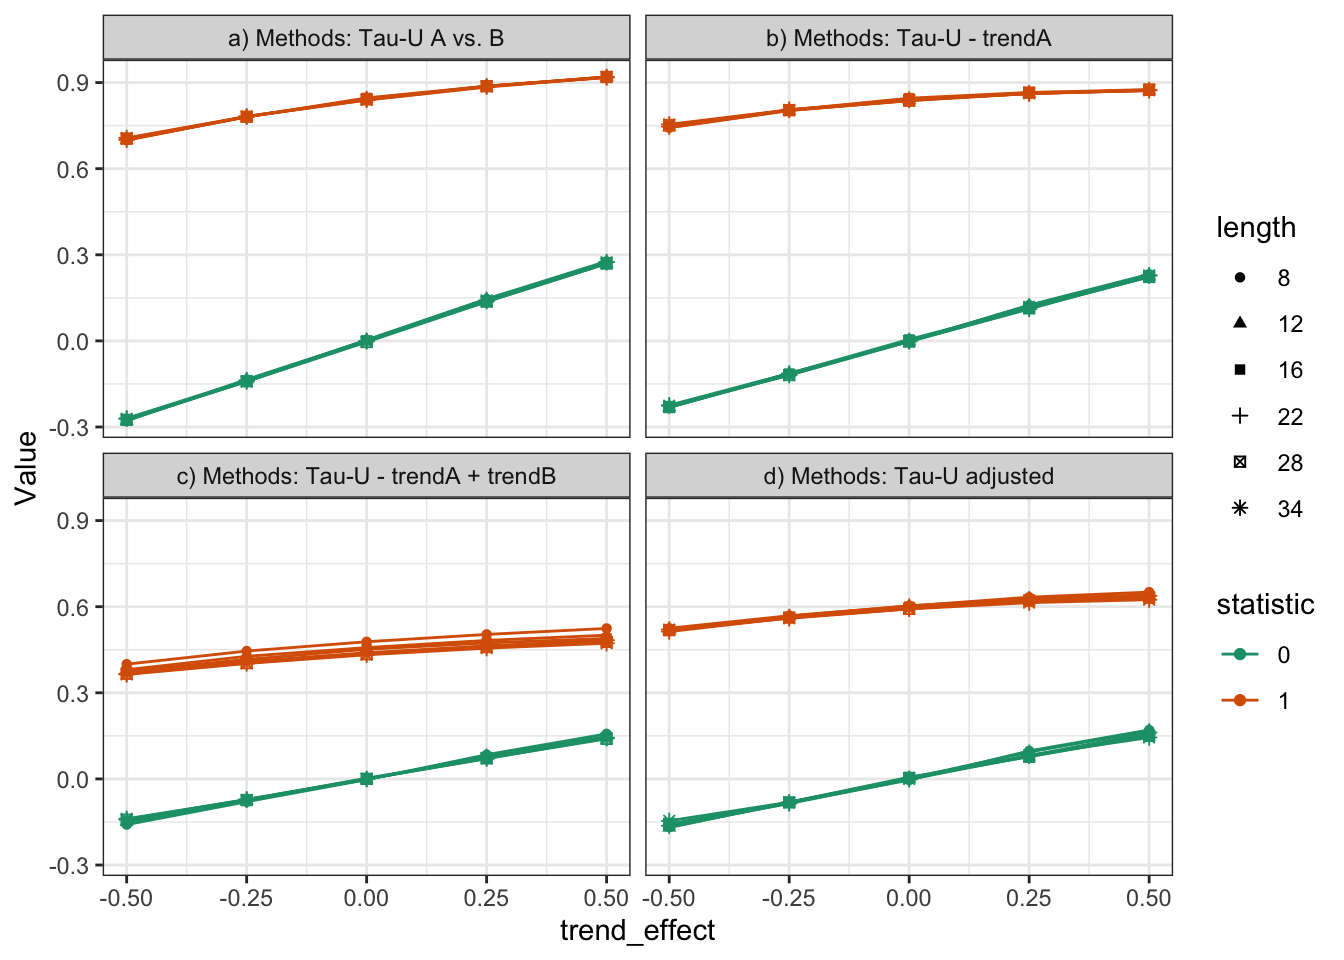 a) Methods: Tau-U A vs. B
b) Methods: Tau-U - trendA
0.9
0.6
0.3
0.0
-0.3
c) Methods: Tau-U - trendA + trendB
d) Methods: Tau-U adjusted
0.9
0.6
0.3
0.0
-0.3
-0.50 -0.25 0.00 0.25 0.50
-0.50 -0.25 0.00 0.25 0.50
trend_effect
Value
length
8
12
16
22
28
34
statistic
0
1